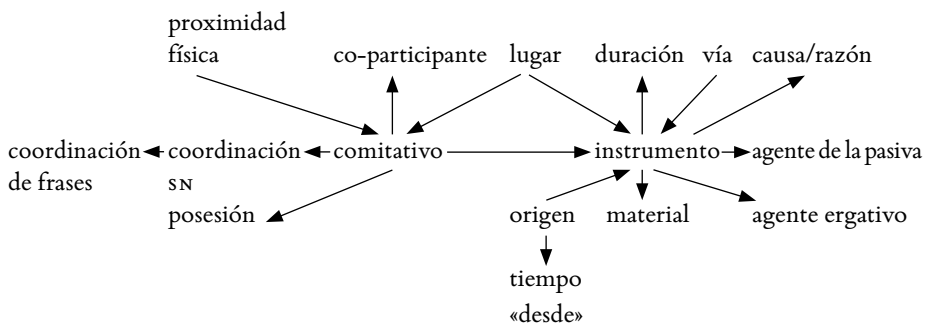 proximidad
física co-participante lugar duración vía causa/razón
coordinación coordinación comitativo instrumento agente de la pasiva
de frases SN
posesión origen material agente ergativo
tiempo
«desde»